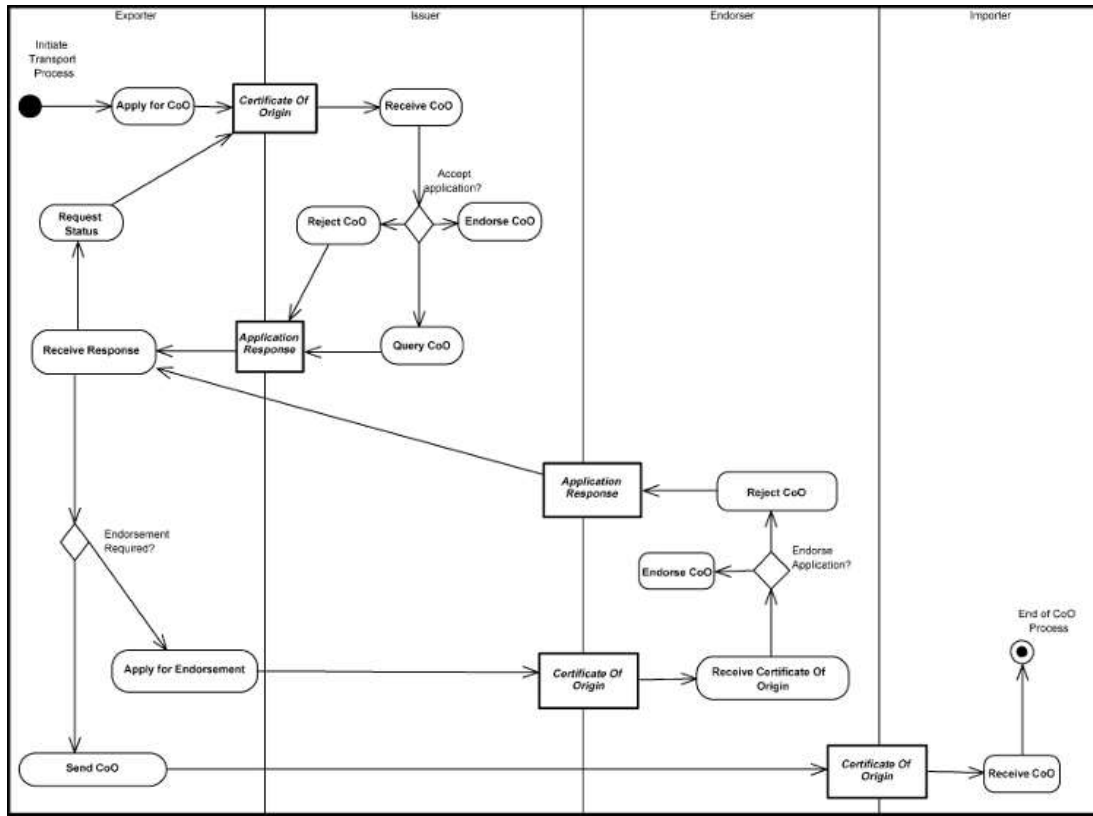 Exporter
Issuer
Endorser
Importer
Initiate
Transport
Process
Apply for CoO
Certificate Of
Origin
Receive CoO
Accept
application?
Request
Status
Reject CoO
Endorse CoO
Receive Response
Application
Response
Query CoO
Application
Response
Reject CoO
Endorsement
Required?
Endorse CoO
Endorse
Application?
End of CoO
Process
Apply for Endorsement
Certificate Of
Origin
Receive Certificate Of
Origin
Send CoO
Certificate Of
Origin
Receive CoO